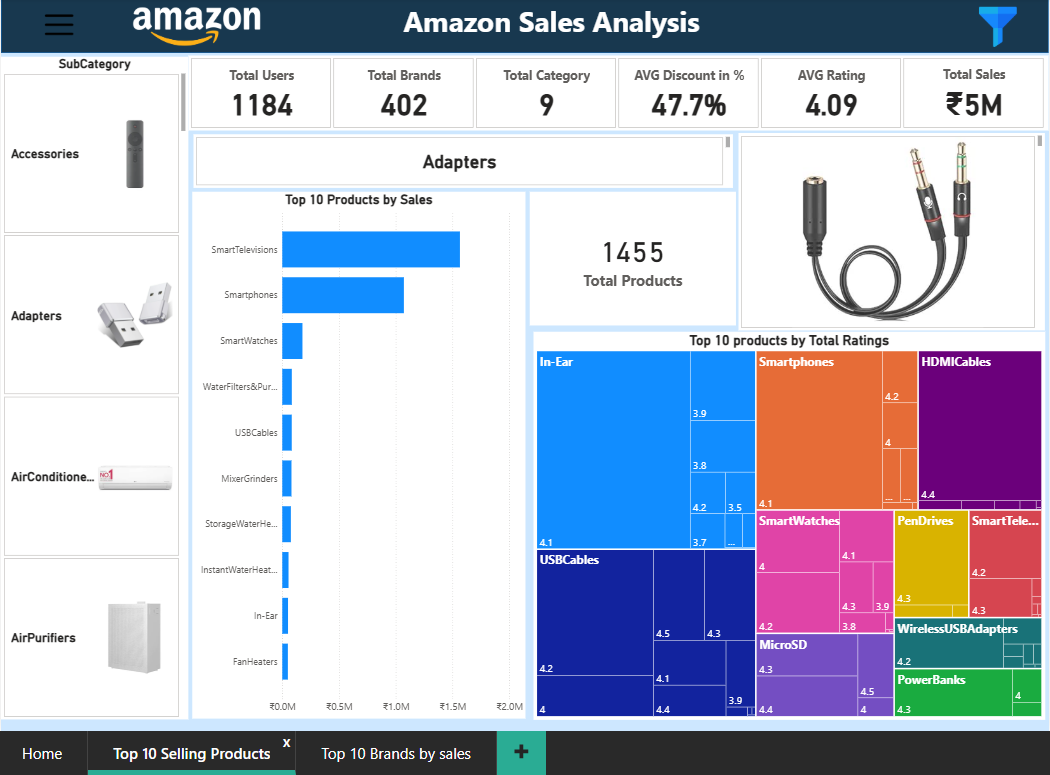 amazon
Amazon Sales Analysis
SubCategory
Accessories
Adapters
AirConditione...
AirPurifiers
Total Users
1184
Total Brands
402
Total Category
9
AVG Discount in %
47.7%
AVG Rating
4.09
Total Sales
₹5M
Adapters
Top 10 Products by Sales
SmartTelevisions
Smartphones
SmartWatches
WaterFilters&Pur...
USBCables
MixerGrinders
StorageWaterHe...
InstantWaterHeat...
In-Ear
FanHeaters
₹0.0M ₹0.5M ₹1.0M ₹1.5M ₹2.0M
1455
Total Products
Top 10 products by Total Ratings
In-Ear
3.9
3.8
4.2
3.5
3.7
...
4.1
USBCables
4.5
4.3
4.2
4.1
3.9
4
4.4
Smartphones
4.2
4
...
...
4.1
HDMICables
4.4
SmartWatches
4.1
4
4.3
3.9
4.2
3.8
MicroSD
4.3
4.5
4.4
4
PenDrives
4.3
SmartTele...
4.2
4.3
WirelessUSBAdapters
4.2
PowerBanks
4
4.3
Home
Top 10 Selling Products
x
Top 10 Brands by sales
+